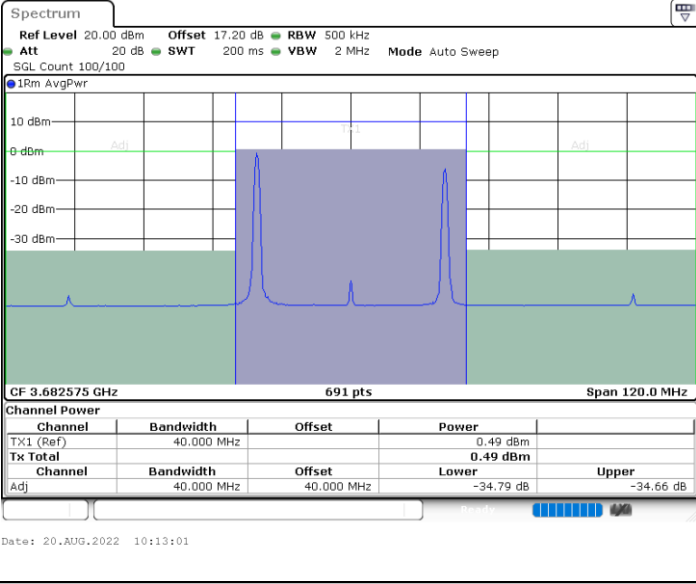 Spectrum
Ref Level 20.00 dBm Offset 17.20 dB RBW 500 kHz
Att 20 dB SWT 200 ms VBW 2 MHz Mode Auto Sweep
SGL Count 100/100
1Rm AvgPwr
10 dBm
TX1
Adj Adj
0 dBm
-10 dBm
-20 dBm
-30 dBm
CF 3.682575 GHz 691 pts Span 120.0 MHz
Channel Power
Channel Bandwidth Offset Power
TX1 (Ref) 40.000 MHz 0.49 dBm
Tx Total 0.49 dBm
Channel Bandwidth Offset Lower Upper
Adj 40.000 MHz 40.000 MHz -34.79 dB -34.66 dB
Ready
Date: 20.AUG.2022 10:13:01